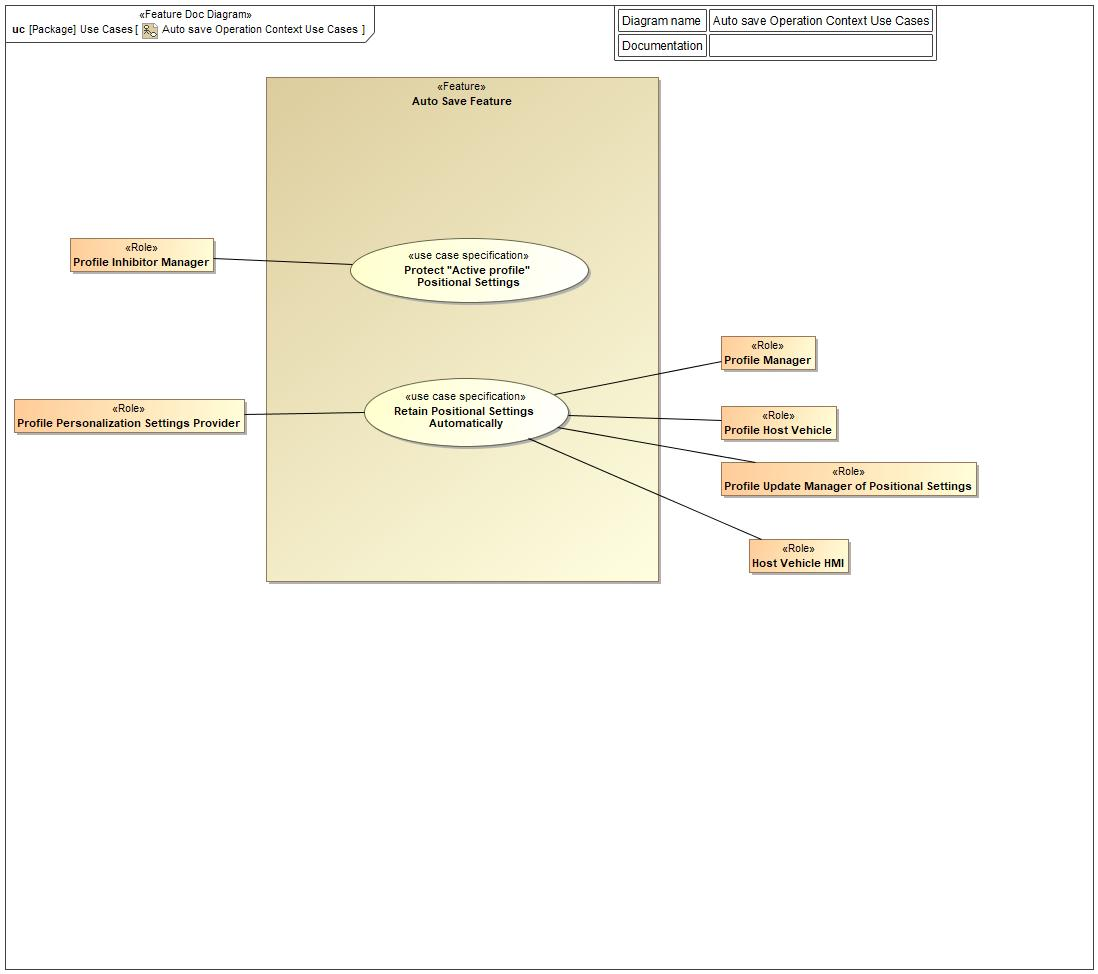 «Feature Doc Diagram»
uc [Package] Use Cases [ Auto save Operation Context Use Cases ]
Diagram name Auto save Operation Context Use Cases
Documentation
«Feature»
Auto Save Feature
«Role»
Profile Inhibitor Manager
«use case specification»
Protect "Active profile"
Positional Settings
«Role»
Profile Manager
«Role»
Profile Personalization Settings Provider
«use case specification»
Retain Positional Settings
Automatically
«Role»
Profile Host Vehicle
«Role»
Profile Update Manager of Positional Settings
«Role»
Host Vehicle HMI